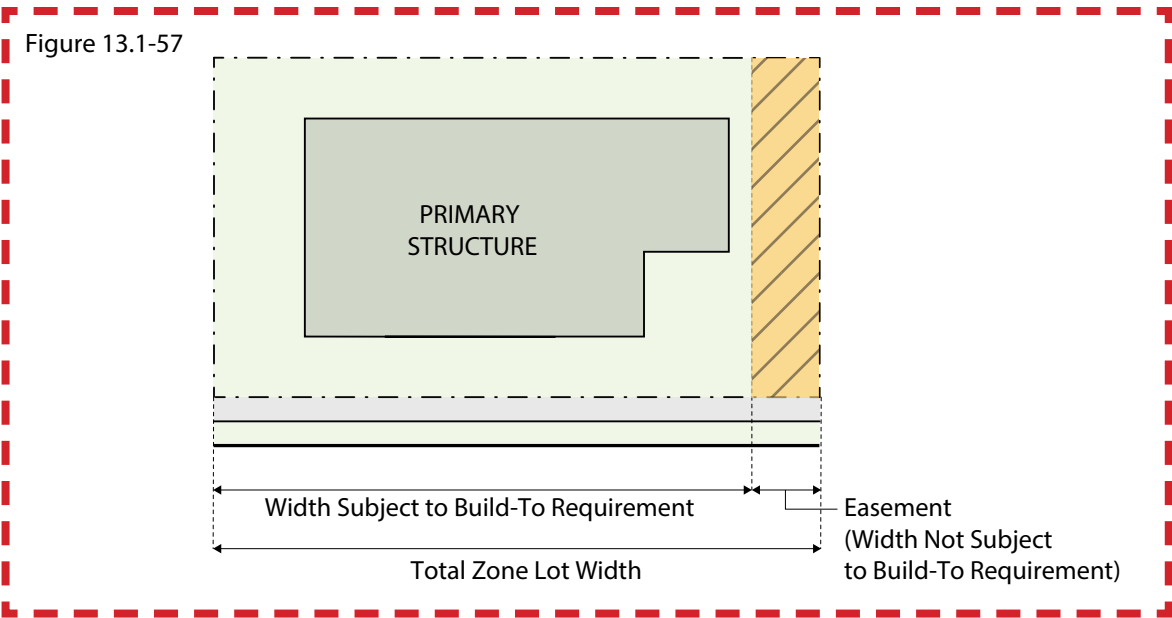 Figure 13.1-57
PRIMARY
STRUCTURE
Width Subject to Build-To Requirement
Easement
(Width Not Subject
to Build-To Requirement)
Total Zone Lot Width